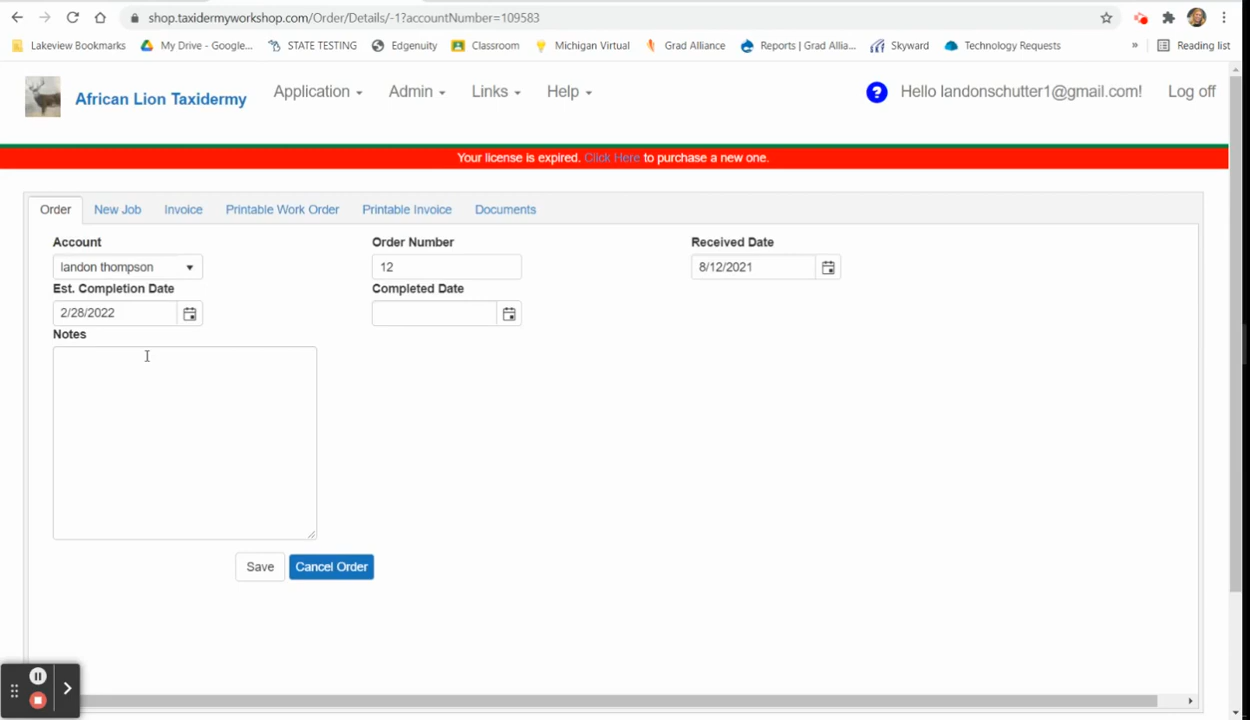 shop.taxidermyworkshop.com/Order/Details/-1?accountNumber=109583
Lakeview Bookmarks My Drive - Google... STATE TESTING Edgenuity Classroom Michigan Virtual Grad Alliance Reports | Grad Allia... Skyward Technology Requests » Reading list
African Lion Taxidermy Application Admin Links Help ? Hello landonschutter1@gmail.com! Log off
Your license is expired. Click Here to purchase a new one.
Order New Job Invoice Printable Work Order Printable Invoice Documents
Account Order Number Received Date
landon thompson 12 8/12/2021
Est. Completion Date Completed Date
2/28/2022
Notes
Save Cancel Order